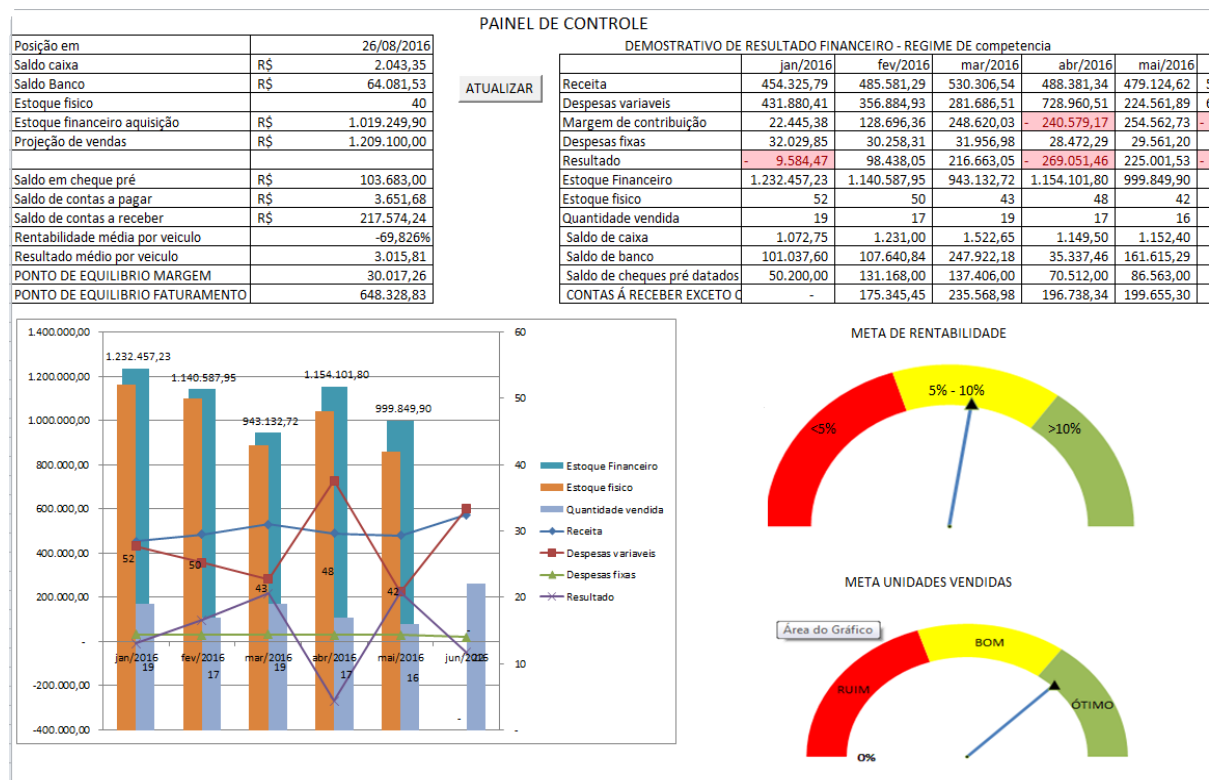 PAINEL DE CONTROLE
Posição em 26/08/2016
Saldo caixa R$ 2.043,35
Saldo Banco R$ 64.081,53
Estoque fisico 40
Estoque financeiro aquisição R$ 1.019.249,90
Projeção de vendas R$ 1.209.100,00
Saldo em cheque pré R$ 103.683,00
Saldo de contas a pagar R$ 3.651,68
Saldo de contas a receber R$ 217.574,24
Rentabilidade média por veiculo -69,826%
Resultado médio por veiculo 3.015,81
PONTO DE EQUILIBRIO MARGEM 30.017,26
PONTO DE EQUILIBRIO FATURAMENTO 648.328,83
ATUALIZAR
DEMOSTRATIVO DE RESULTADO FINANCEIRO - REGIME DE competencia
jan/2016 fev/2016 mar/2016 abr/2016 mai/2016
Receita 454.325,79 485.581,29 530.306,54 488.381,34 479.124,62 5
Despesas variaveis 431.880,41 356.884,93 281.686,51 728.960,51 224.561,89 6
Margem de contribuição 22.445,38 128.696,36 248.620,03 - 240.579,17 254.562,73 -
Despesas fixas 32.029,85 30.258,31 31.956,98 28.472,29 29.561,20
Resultado - 9.584,47 98.438,05 216.663,05 - 269.051,46 225.001,53 -
Estoque Financeiro 1.232.457,23 1.140.587,95 943.132,72 1.154.101,80 999.849,90
Estoque fisico 52 50 43 48 42
Quantidade vendida 19 17 19 17 16
Saldo de caixa 1.072,75 1.231,00 1.522,65 1.149,50 1.152,40
Saldo de banco 101.037,60 107.640,84 247.922,18 35.337,46 161.615,29
Saldo de cheques pré datados 50.200,00 131.168,00 137.406,00 70.512,00 86.563,00
CONTAS Á RECEBER EXCETO C - 175.345,45 235.568,98 196.738,34 199.655,30
1.400.000,00
1.200.000,00
1.000.000,00
800.000,00
600.000,00
400.000,00
200.000,00
-
-200.000,00
-400.000,00
1.232.457,23
1.140.587,95
943.132,72
1.154.101,80
999.849,90
52
50
43
48
42
-
jan/2016 fev/2016 mar/2016 abr/2016 mai/2016 jun/2016
19
17
19
17
16
22
-
60
50
40
30
20
10
-
Estoque Financeiro
Estoque fisico
Quantidade vendida
Receita
Despesas variaveis
Despesas fixas
Resultado
META DE RENTABILIDADE
<5%
5% - 10%
>10%
META UNIDADES VENDIDAS
Área do Gráfico
RUIM
BOM
ÓTIMO
0%